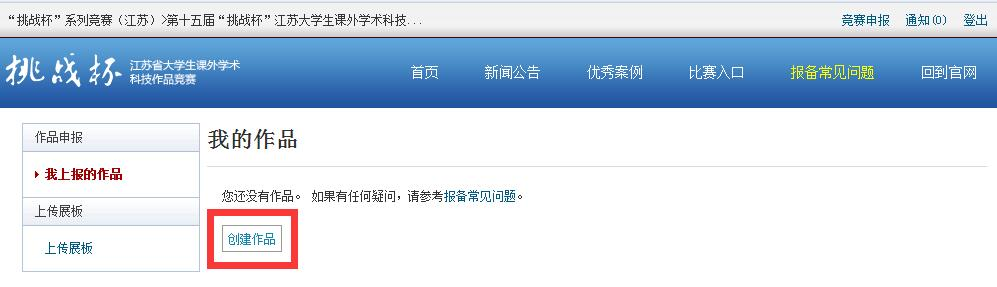 “挑战杯”系列竞赛（江苏）>第十五届“挑战杯”江苏大学生课外学术科技... 竞赛申报 通知(0) 登出
挑战杯 江苏省大学生课外学术
科技作品竞赛
首页 新闻公告 优秀案例 比赛入口 报备常见问题 回到官网
作品申报
我上报的作品
上传展板
上传展板
我的作品
您还没有作品。 如果有任何疑问，请参考报备常见问题。
创建作品